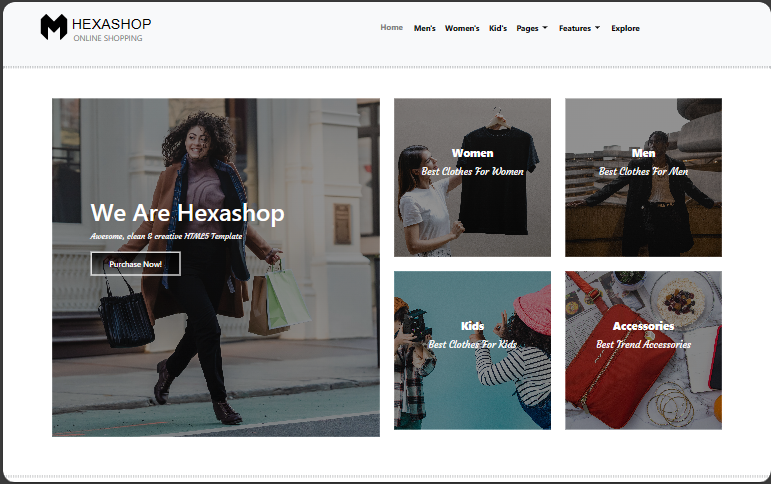 HEXASHOP
ONLINE SHOPPING
Home Men's Women's Kid's Pages Features Explore
We Are Hexashop
Awesome, clean & creative HTML5 Template
Purchase Now!
Women
Best Clothes For Women
Men
Best Clothes For Men
Kids
Best Clothes For Kids
Accessories
Best Trend Accessories